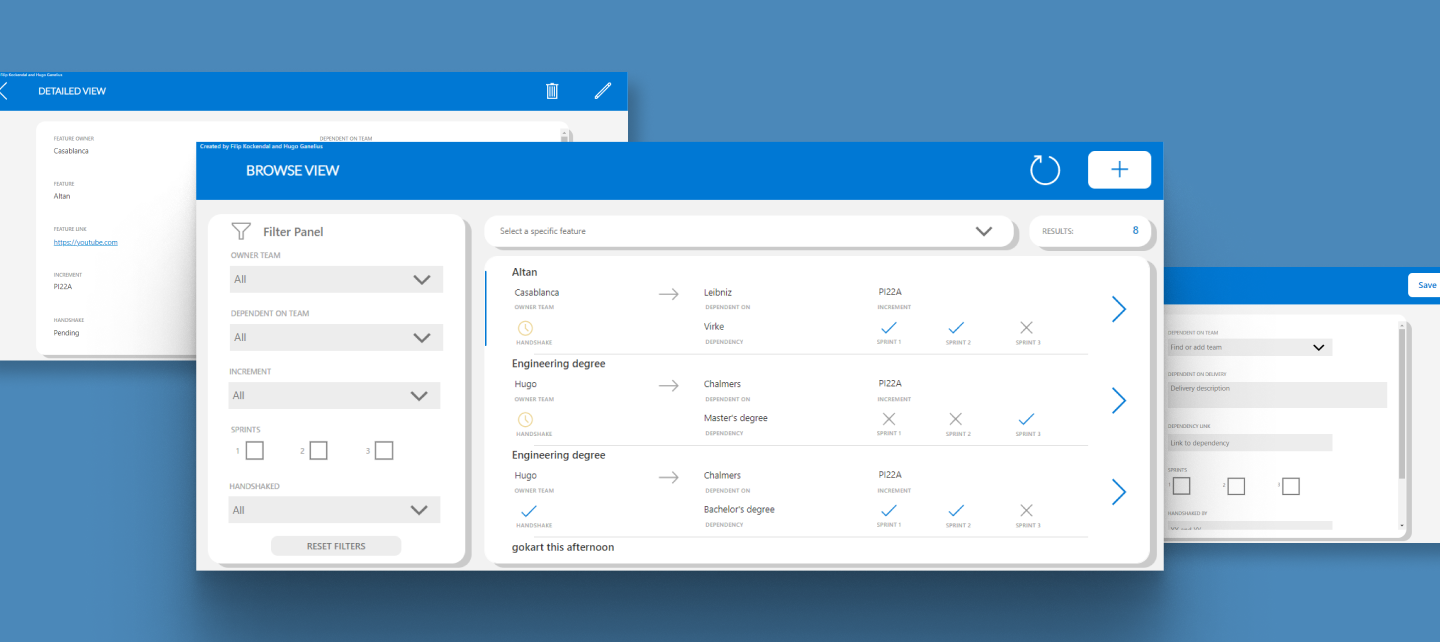 Filip Kockendal and Hugo Ganelius
DETAILED VIEW
FEATURE OWNER
DEPENDENT ON TEAM
Casablanca
FEATURE
Altan
FEATURE LINK
https://youtube.com
INCREMENT
PI22A
HANDSHAKE
Pending
Created by Filip Kockendal and Hugo Ganelius
BROWSE VIEW
Filter Panel
OWNER TEAM
All
DEPENDENT ON TEAM
All
INCREMENT
All
SPRINTS
1 2 3
HANDSHAKED
All
RESET FILTERS
Select a specific feature
RESULTS: 8
Altan
Casablanca Leibniz PI22A
OWNER TEAM DEPENDENT ON INCREMENT
Virke
HANDSHAKE DEPENDENCY SPRINT 1 SPRINT 2 SPRINT 3
Engineering degree
Hugo Chalmers PI22A
OWNER TEAM DEPENDENT ON INCREMENT
Master's degree
HANDSHAKE DEPENDENCY SPRINT 1 SPRINT 2 SPRINT 3
Engineering degree
Hugo Chalmers PI22A
OWNER TEAM DEPENDENT ON INCREMENT
Bachelor's degree
HANDSHAKE DEPENDENCY SPRINT 1 SPRINT 2 SPRINT 3
gokart this afternoon
Save
DEPENDENT ON TEAM
Find or add team
DEPENDENT ON DELIVERY
Delivery description
DEPENDENCY LINK
Link to dependency
SPRINTS
1 2 3
HANDSHAKED BY